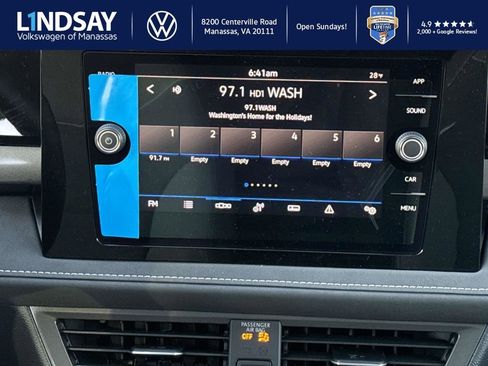 L1NDSAY
Volkswagen of Manassas
8200 Centerville Road
Manassas, VA 20111
Open Sundays!
LIFETIME
4.9
2,000+ Google Reviews!
RADIO
6:41am
28°F
97.1 HD1 WASH
97.1WASH
Washington's Home for the Holidays!
1 2 3 4 5 6
91.7 FM Empty Empty Empty Empty Empty
FM
APP
SOUND
CAR
MENU
PASSENGER
AIR BAG
OFF